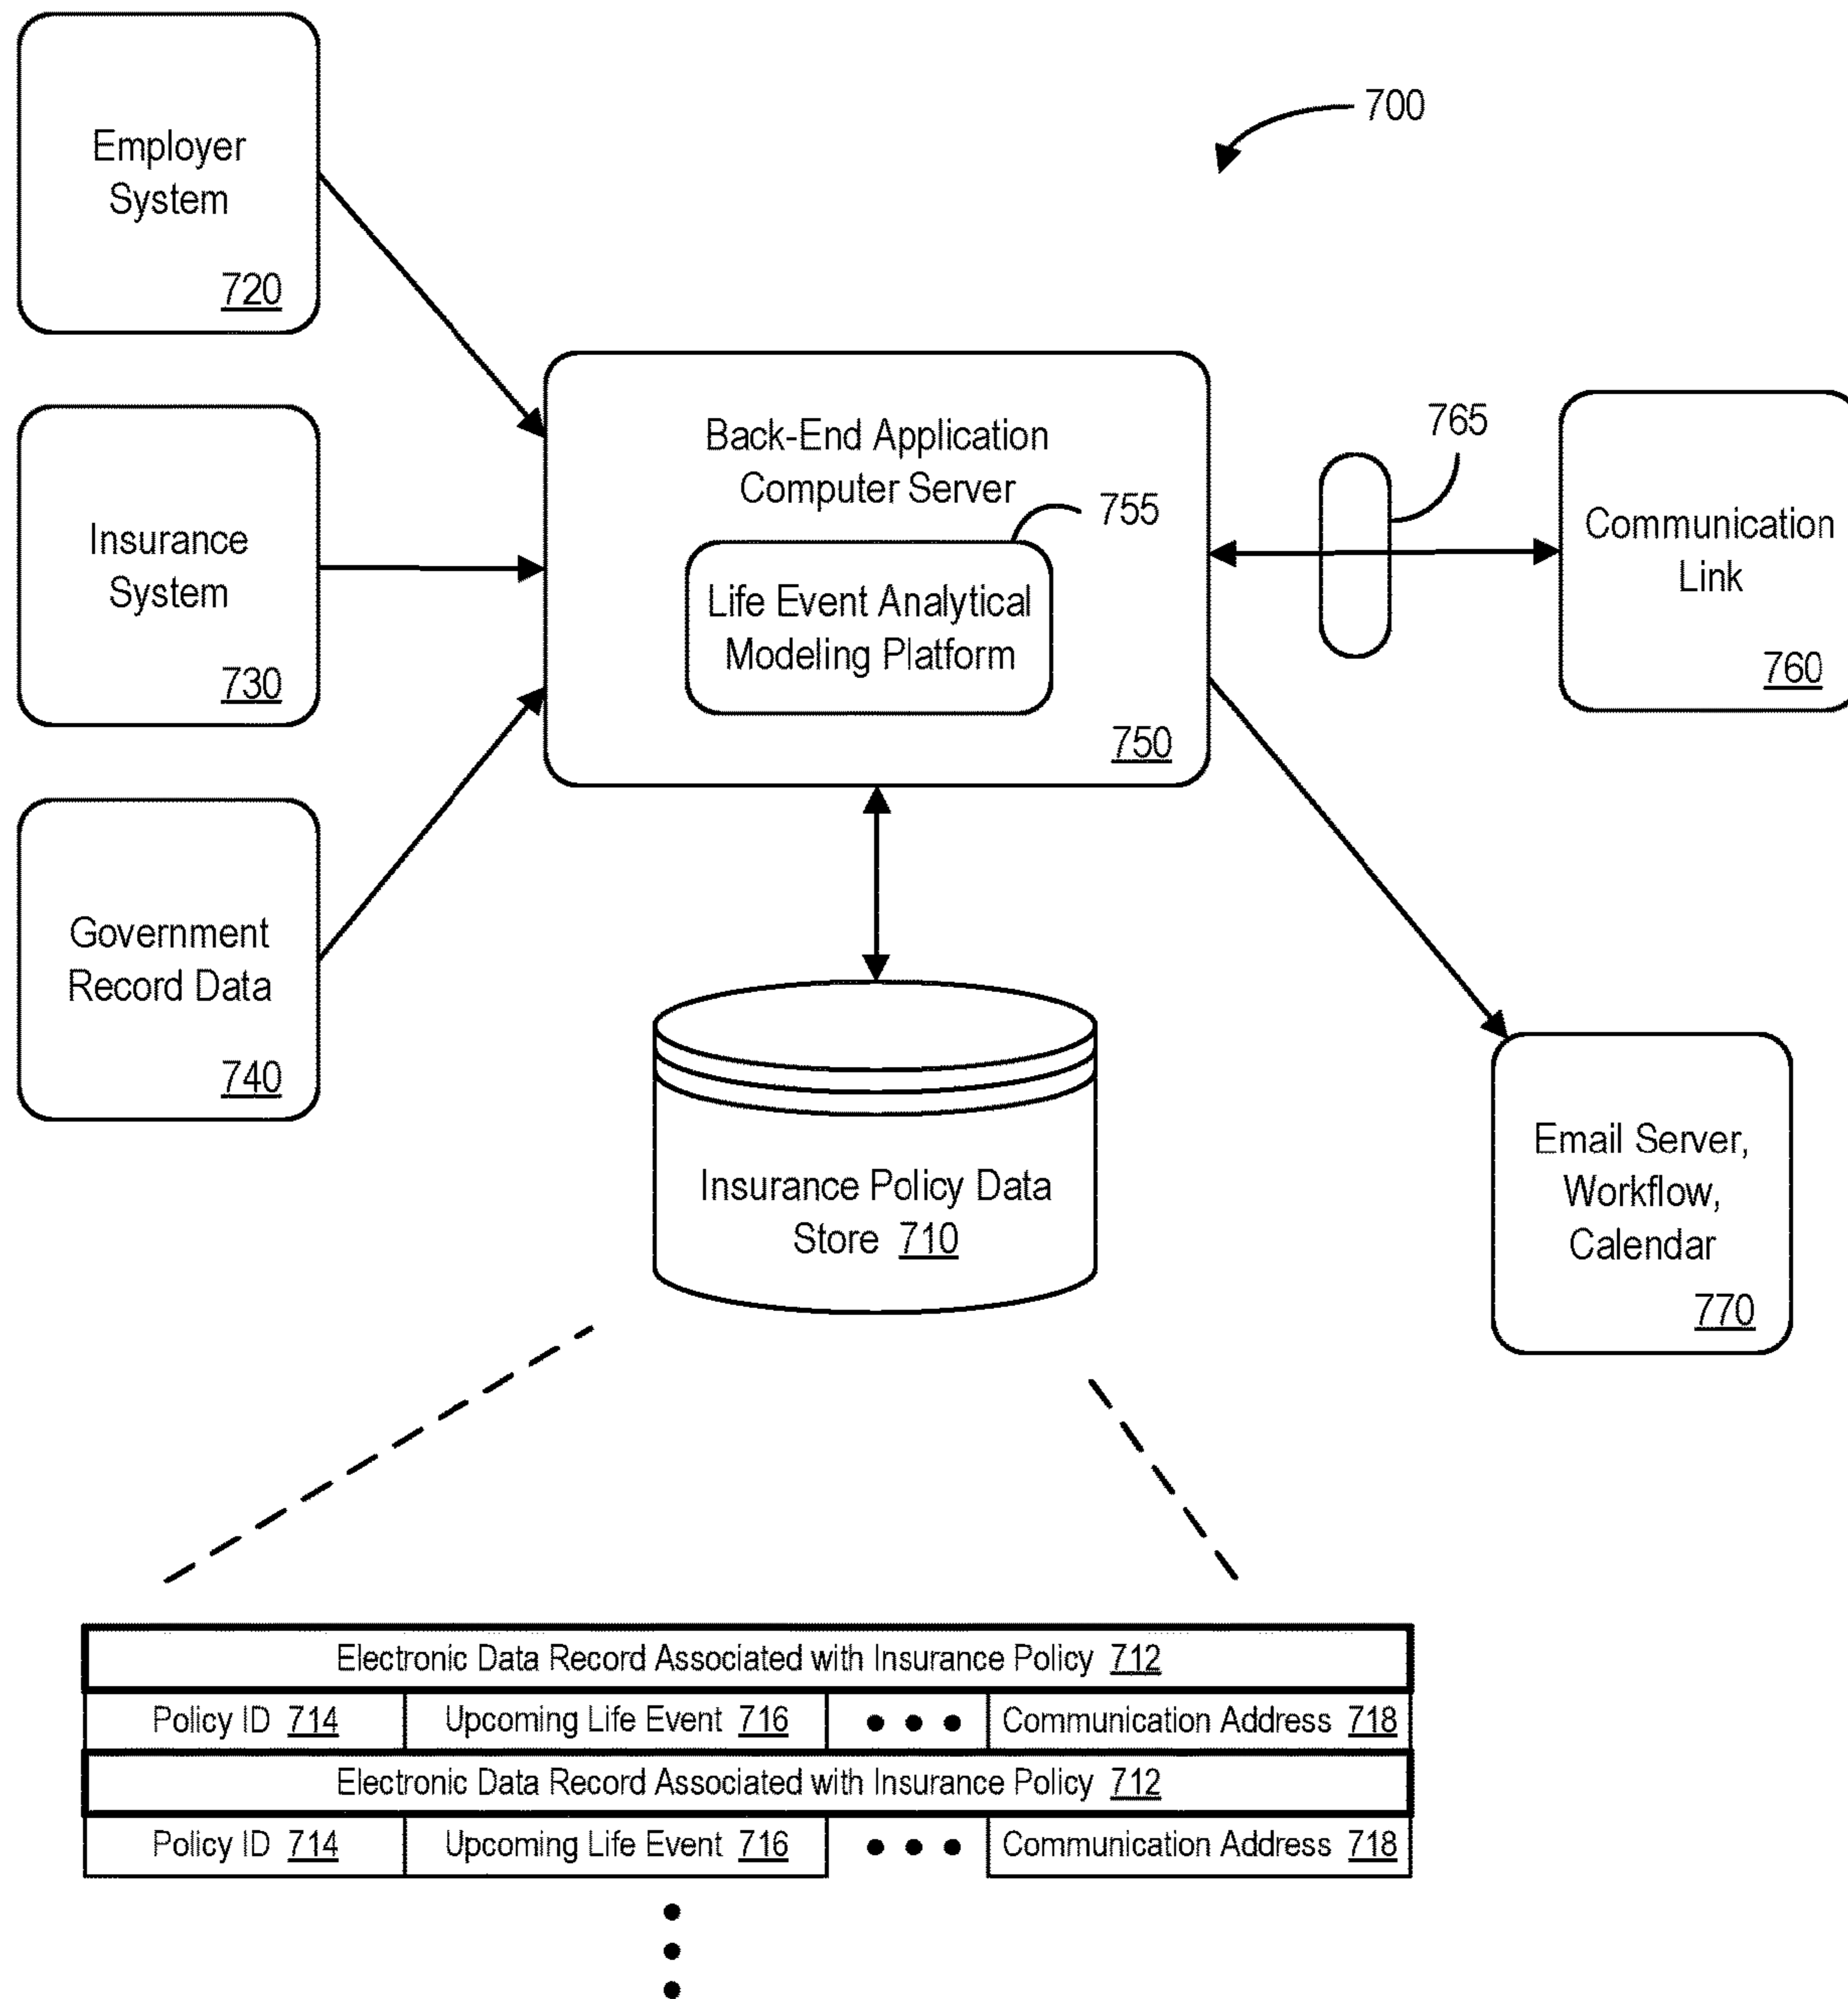 700
Employer
System
720
Insurance
System
730
Government
Record Data
740
Back-End Application
Computer Server
755
Life Event Analytical
Modeling Platform
750
765
Communication
Link
760
Insurance Policy Data
Store 710
Email Server,
Workflow,
Calendar
770
Electronic Data Record Associated with Insurance Policy 712
Policy ID 714 Upcoming Life Event 716 • • • Communication Address 718
Electronic Data Record Associated with Insurance Policy 712
Policy ID 714 Upcoming Life Event 716 • • • Communication Address 718